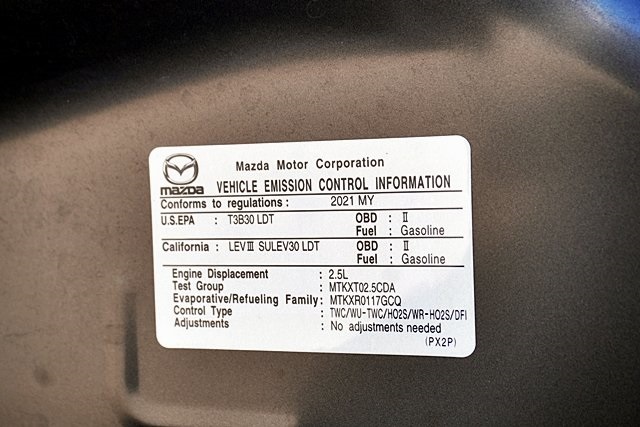 mazda
Mazda Motor Corporation
VEHICLE EMISSION CONTROL INFORMATION
Conforms to regulations : 2021 MY
U.S.EPA : T3B30 LDT OBD : II
Fuel : Gasoline
California : LEVⅢ SULEV30 LDT OBD : II
Fuel : Gasoline
Engine Displacement : 2.5L
Test Group : MTKXT02.5CDA
Evaporative/Refueling Family : MTKXR0117GCQ
Control Type : TWC/WU-TWC/HO2S/WR-HO2S/DFI
Adjustments : No adjustments needed
(PX2P)